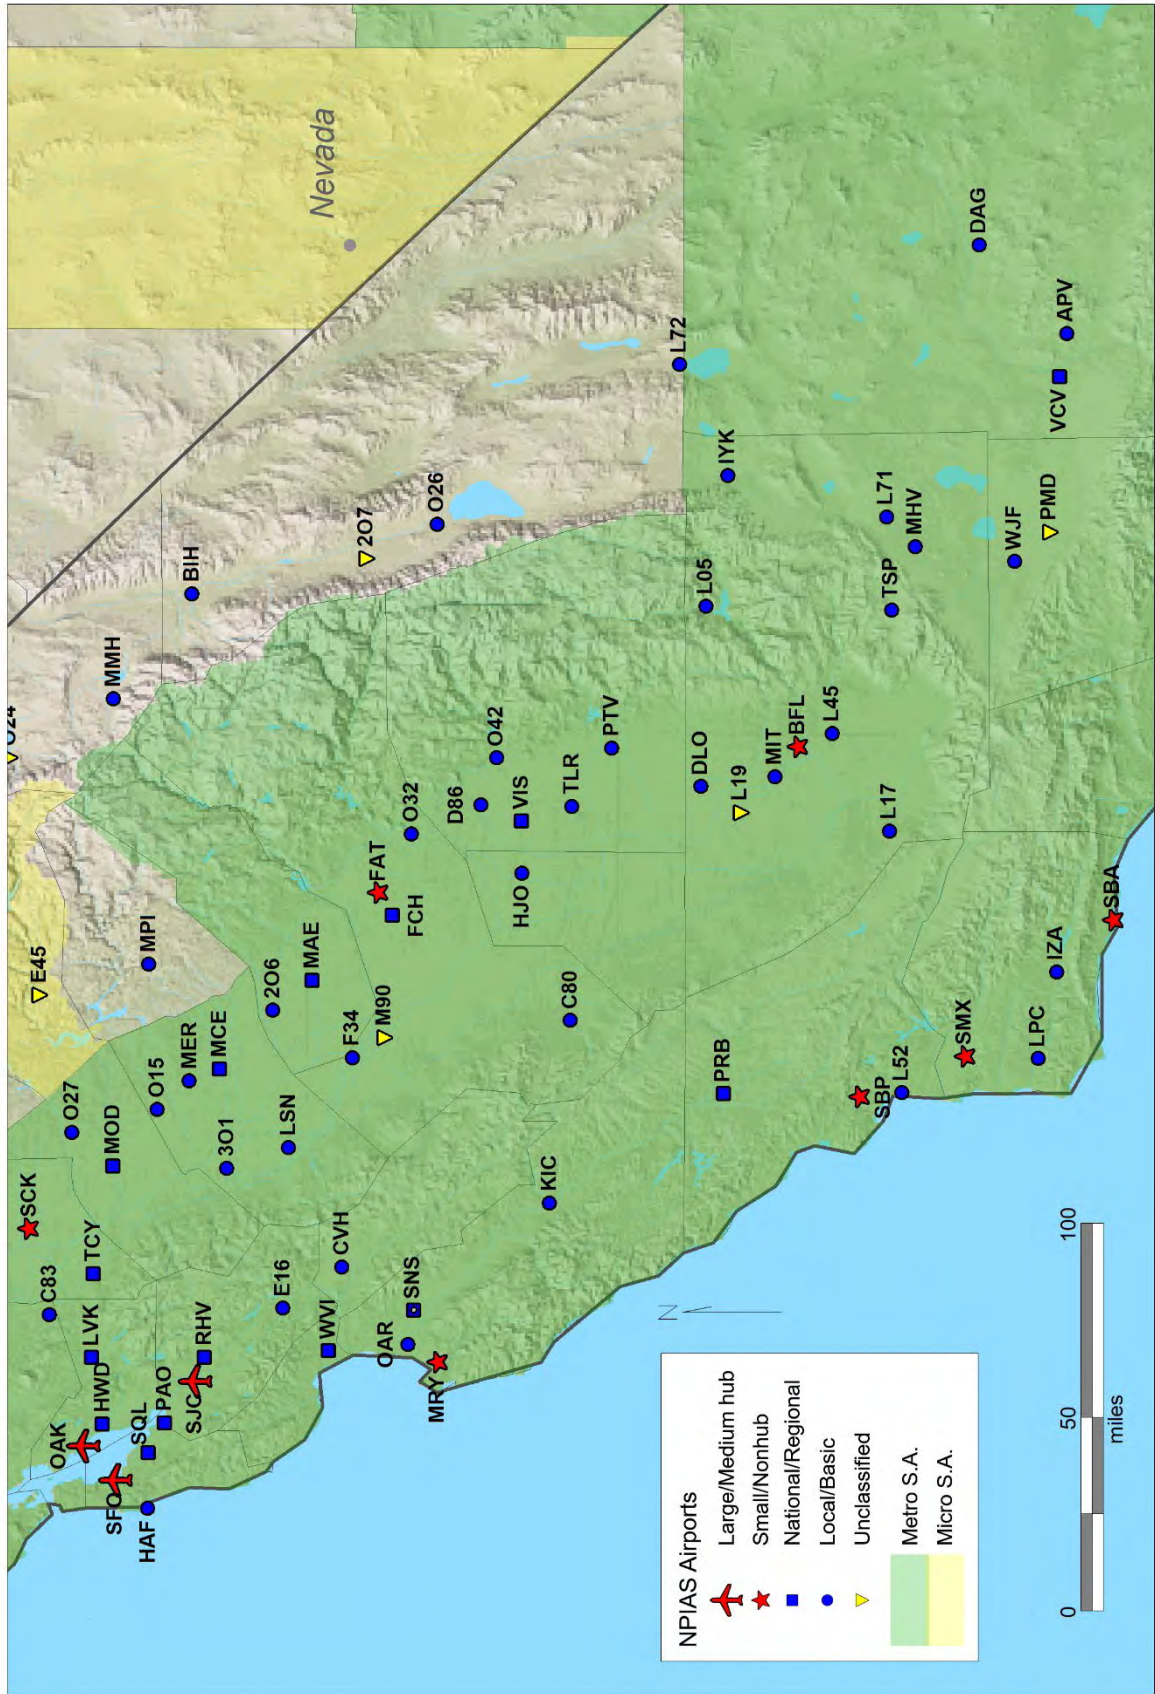 SCK
E45
C83
O27
OAK
LVK
TCY
HWD
MOD
MMH
SFO
SQL
HAF
MPI
PAO
O15
SJC
MER
BIH
RHV
MCE
3O1
E16
LSN
2O6
MAE
Nevada
WVI
CVH
F34
2O7
OAR
M90
FAT
SNS
FCH
O32
MRY
O26
D86
O42
HJO
VIS
KIC
C80
TLR
PTV
L72
DLO
L05
PRB
L19
IYK
MIT
BFL
L45
SBP
L52
L17
TSP
L71
MHV
SMX
DAG
LPC
WJF
IZA
PMD
VCV
APV
SBA
NPIAS Airports
Large/Medium hub
Small/Nonhub
National/Regional
Local/Basic
Unclassified
Metro S.A.
Micro S.A.
N
0 50 100
miles